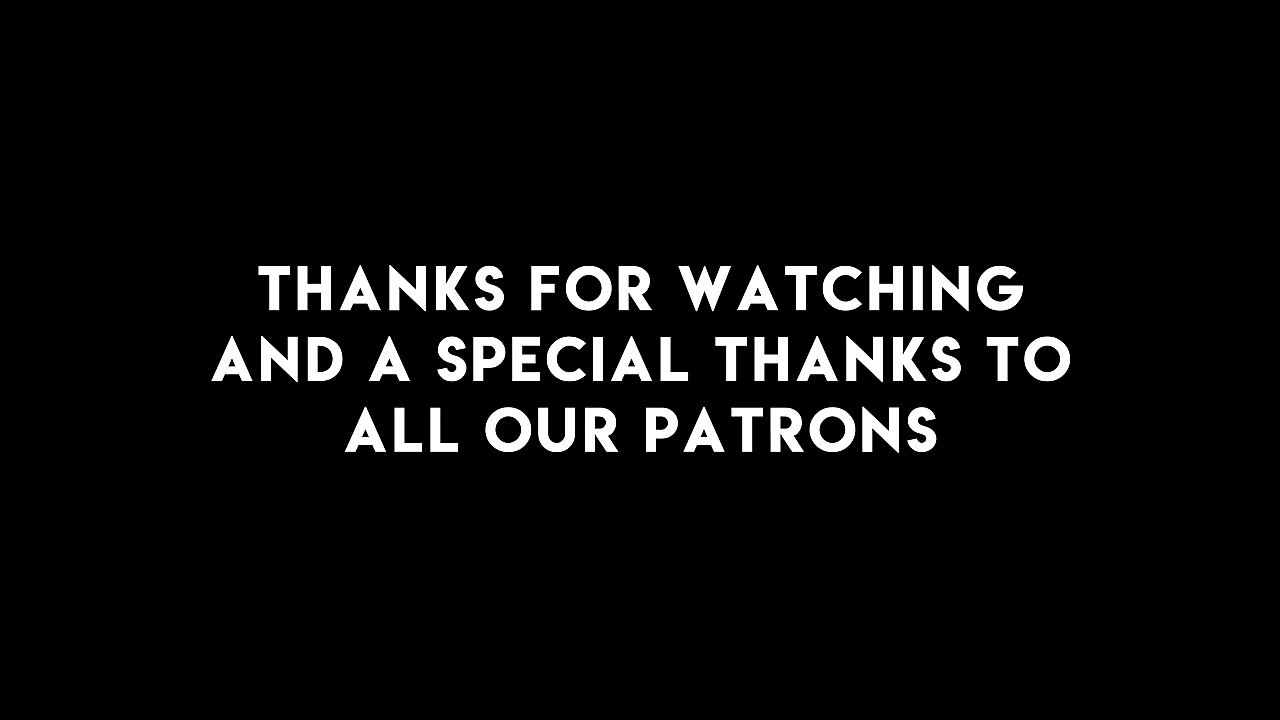 THANKS FOR WATCHING
AND A SPECIAL THANKS TO
ALL OUR PATRONS